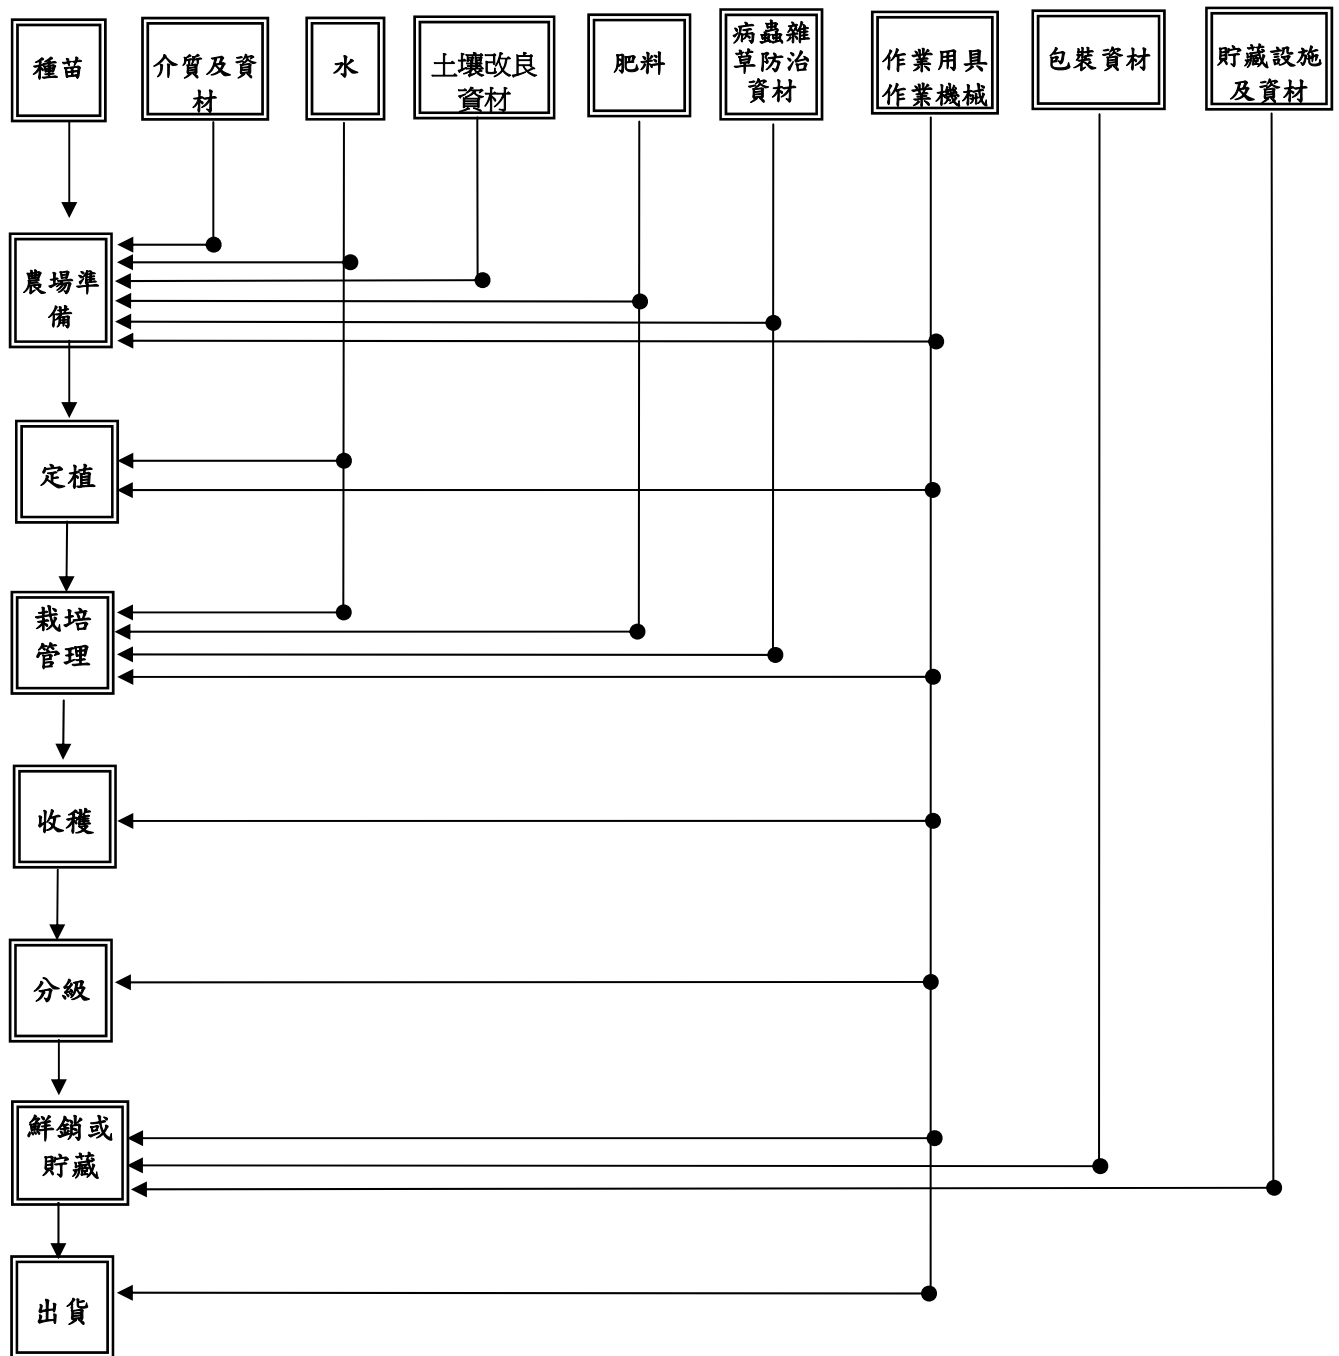 種苗
介質及資
材
水
土壤改良
資材
肥料
病蟲雜
草防治
資材
作業用具
作業機械
包裝資材
貯藏設施
及資材
農場準
備
定植
栽培
管理
收穫
分級
鮮銷或
貯藏
出貨